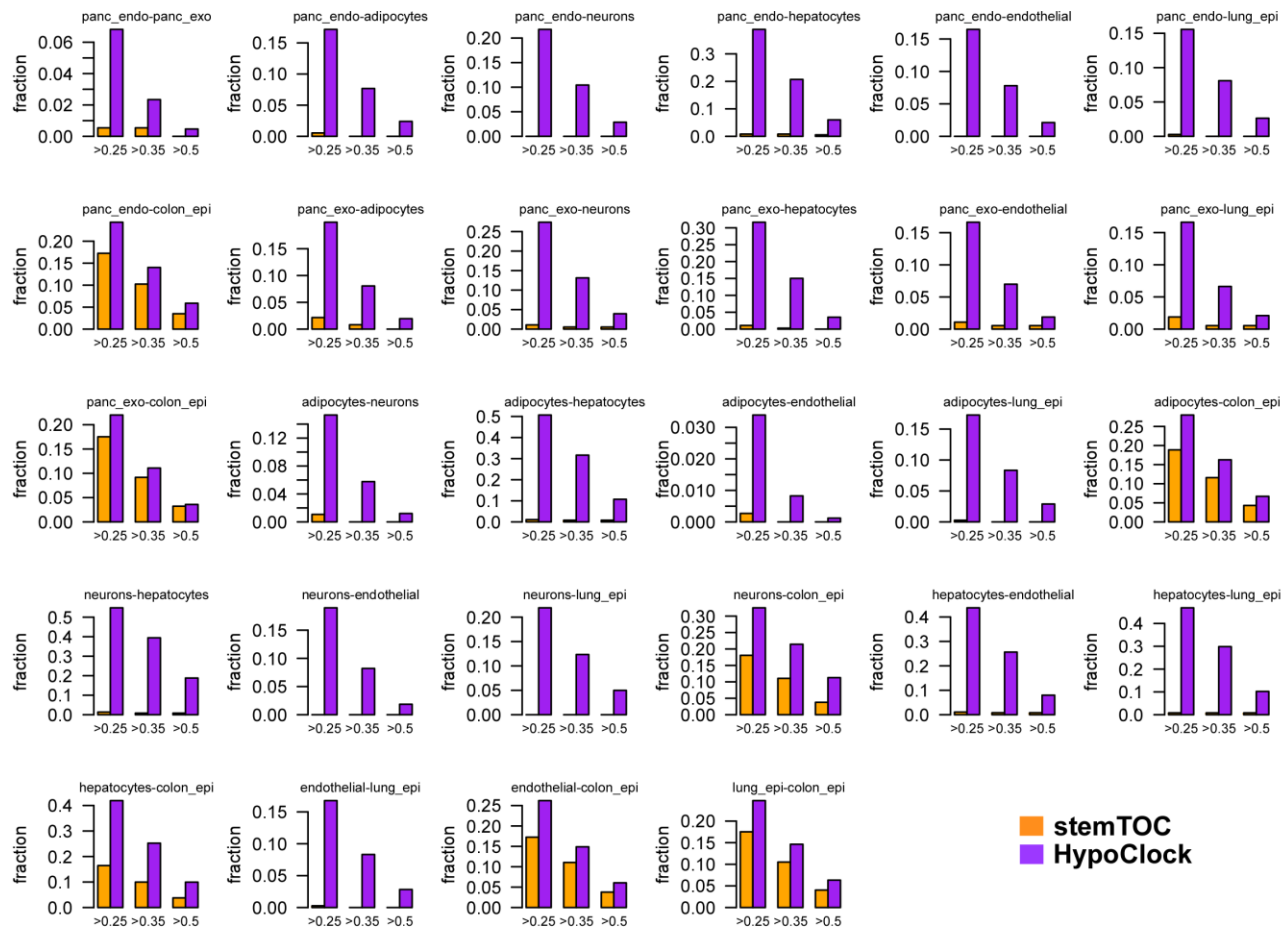 panc_endo-panc_exo
fraction
0.06
0.04
0.02
0.00
>0.25 >0.35 >0.5
panc_endo-adipocytes
fraction
0.15
0.10
0.05
0.00
>0.25 >0.35 >0.5
panc_endo-neurons
fraction
0.20
0.15
0.10
0.05
0.00
>0.25 >0.35 >0.5
panc_endo-hepatocytes
fraction
0.3
0.2
0.1
0.0
>0.25 >0.35 >0.5
panc_endo-endothelial
fraction
0.15
0.10
0.05
0.00
>0.25 >0.35 >0.5
panc_endo-lung_epi
fraction
0.15
0.10
0.05
0.00
>0.25 >0.35 >0.5
panc_endo-colon_epi
fraction
0.20
0.15
0.10
0.05
0.00
>0.25 >0.35 >0.5
panc_exo-adipocytes
fraction
0.15
0.10
0.05
0.00
>0.25 >0.35 >0.5
panc_exo-neurons
fraction
0.25
0.20
0.15
0.10
0.05
0.00
>0.25 >0.35 >0.5
panc_exo-hepatocytes
fraction
0.30
0.25
0.20
0.15
0.10
0.05
0.00
>0.25 >0.35 >0.5
panc_exo-endothelial
fraction
0.15
0.10
0.05
0.00
>0.25 >0.35 >0.5
panc_exo-lung_epi
fraction
0.15
0.10
0.05
0.00
>0.25 >0.35 >0.5
panc_exo-colon_epi
fraction
0.20
0.15
0.10
0.05
0.00
>0.25 >0.35 >0.5
adipocytes-neurons
fraction
0.12
0.08
0.04
0.00
>0.25 >0.35 >0.5
adipocytes-hepatocytes
fraction
0.5
0.4
0.3
0.2
0.1
0.0
>0.25 >0.35 >0.5
adipocytes-endothelial
fraction
0.030
0.020
0.010
0.000
>0.25 >0.35 >0.5
adipocytes-lung_epi
fraction
0.15
0.10
0.05
0.00
>0.25 >0.35 >0.5
adipocytes-colon_epi
fraction
0.25
0.20
0.15
0.10
0.05
0.00
>0.25 >0.35 >0.5
neurons-hepatocytes
fraction
0.5
0.4
0.3
0.2
0.1
0.0
>0.25 >0.35 >0.5
neurons-endothelial
fraction
0.15
0.10
0.05
0.00
>0.25 >0.35 >0.5
neurons-lung_epi
fraction
0.20
0.15
0.10
0.05
0.00
>0.25 >0.35 >0.5
neurons-colon_epi
fraction
0.30
0.25
0.20
0.15
0.10
0.05
0.00
>0.25 >0.35 >0.5
hepatocytes-endothelial
fraction
0.4
0.3
0.2
0.1
0.0
>0.25 >0.35 >0.5
hepatocytes-lung_epi
fraction
0.4
0.3
0.2
0.1
0.0
>0.25 >0.35 >0.5
hepatocytes-colon_epi
fraction
0.4
0.3
0.2
0.1
0.0
>0.25 >0.35 >0.5
endothelial-lung_epi
fraction
0.15
0.10
0.05
0.00
>0.25 >0.35 >0.5
endothelial-colon_epi
fraction
0.25
0.20
0.15
0.10
0.05
0.00
>0.25 >0.35 >0.5
lung_epi-colon_epi
fraction
0.20
0.15
0.10
0.05
0.00
>0.25 >0.35 >0.5
stemTOC
HypoClock